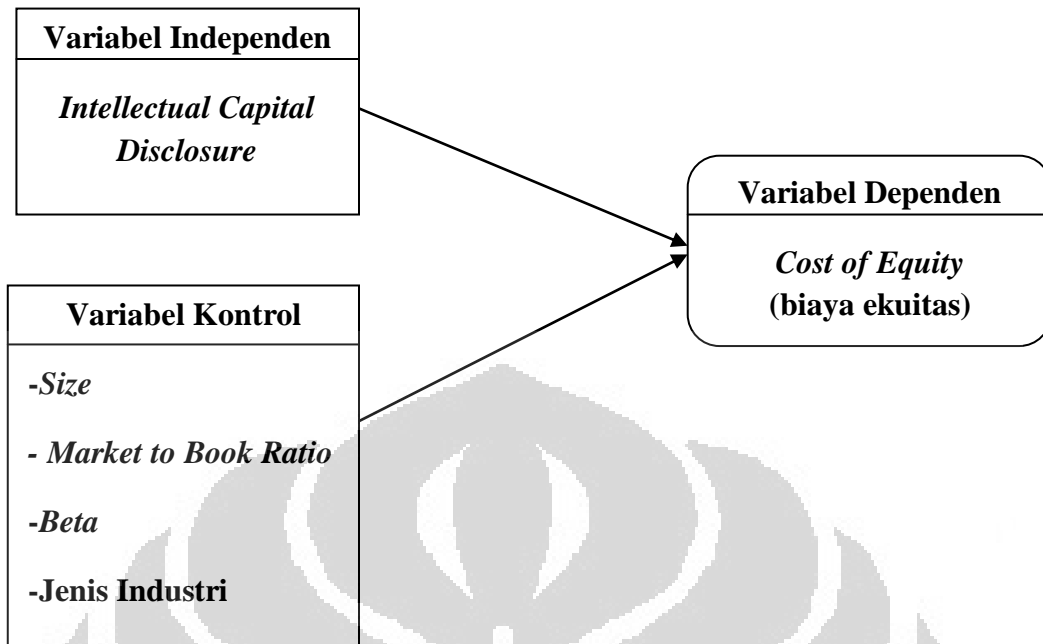 Variabel Independen
Intellectual Capital
Disclosure
Variabel Dependen
Cost of Equity
(biaya ekuitas)
Variabel Kontrol
-Size
- Market to Book Ratio
-Beta
-Jenis Industri